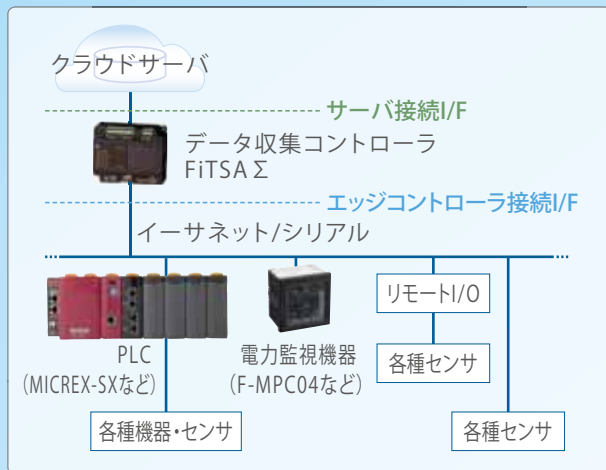 クラウドサーバ
サーバ接続I/F
データ収集コントローラ
FiTSA Σ
エッジコントローラ接続I/F
イーサネット/シリアル
PLC
(MICREX-SXなど)
電力監視機器
(F-MPC04など)
リモートI/O
各種センサ
各種機器・センサ
各種センサ